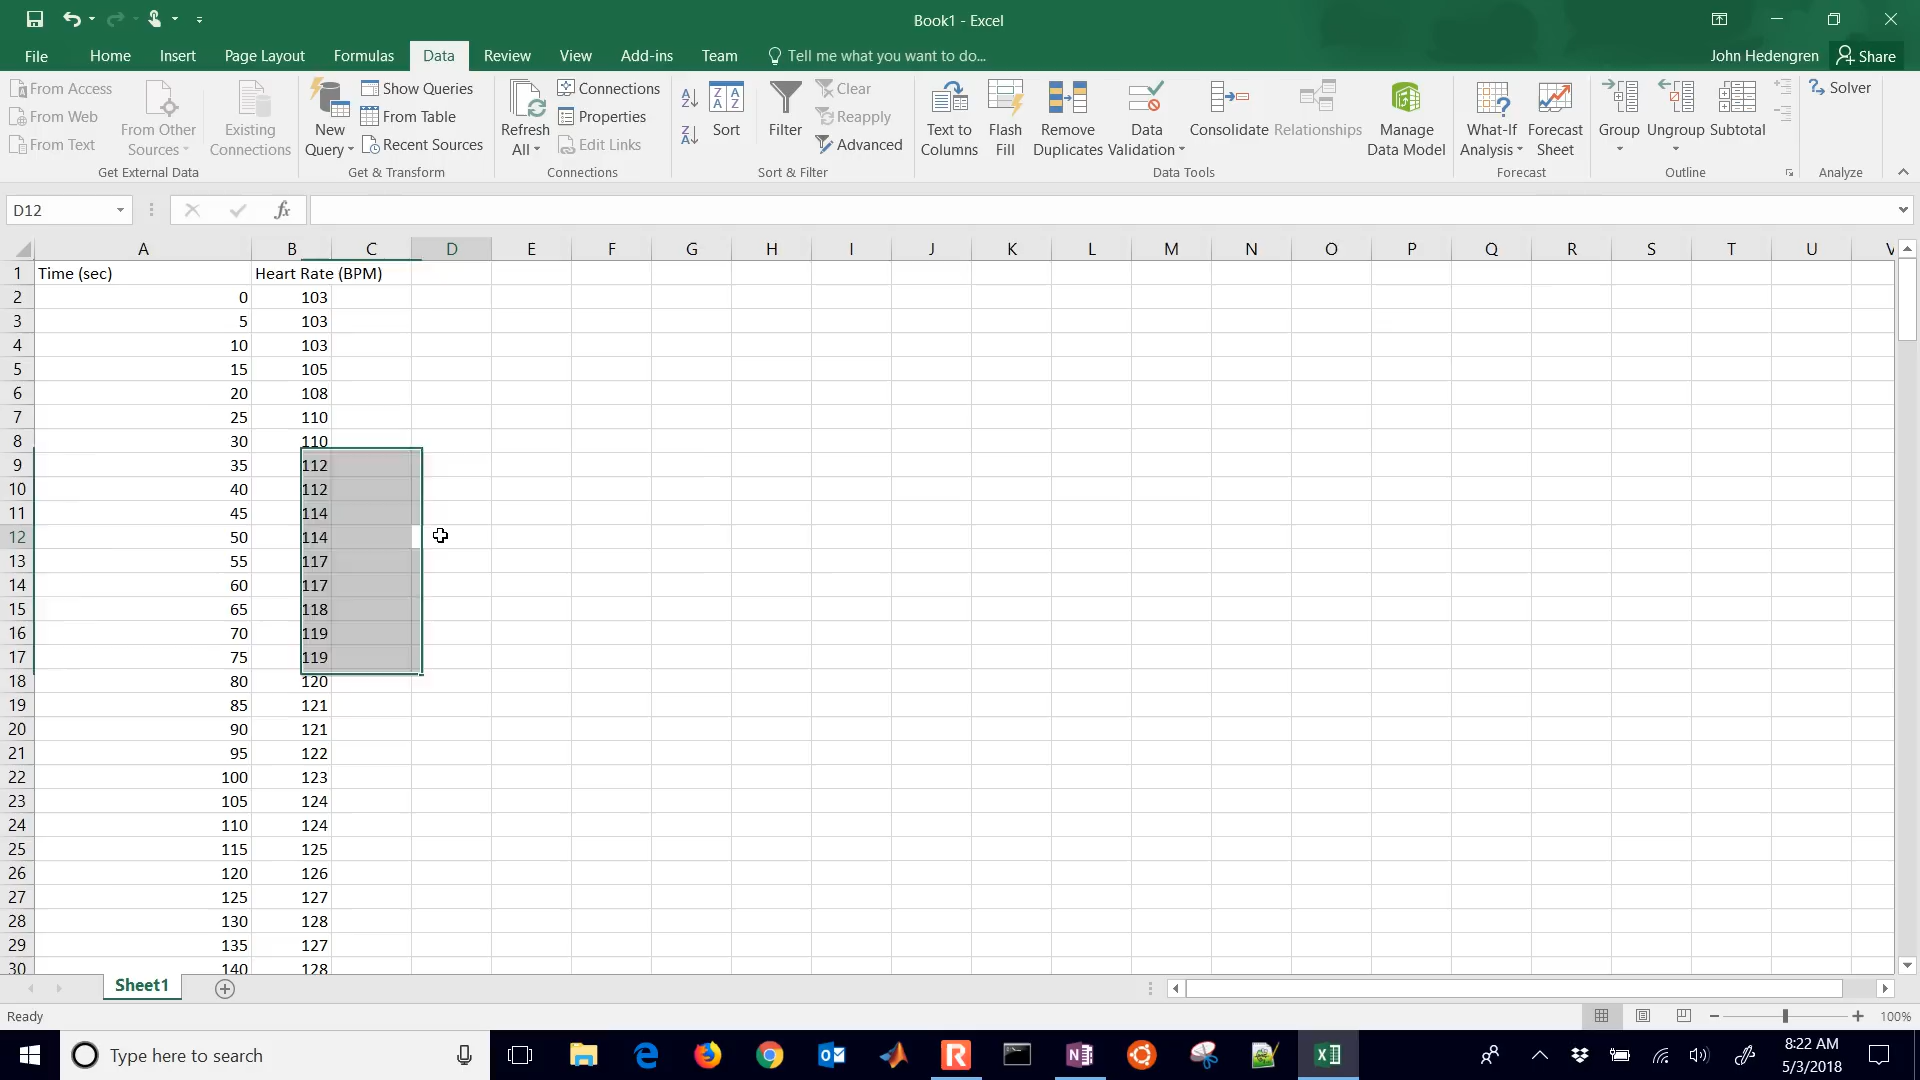 Book1 - Excel
File Home Insert Page Layout Formulas Data Review View Add-ins Team Tell me what you want to do... John Hedengren Share
From Access
From Web
From Text
From Other Sources
Existing Connections
Get External Data
New Query
Show Queries
From Table
Recent Sources
Get & Transform
Refresh All
Connections
Properties
Edit Links
Connections
Sort
Filter
Clear
Reapply
Advanced
Sort & Filter
Text to Columns
Flash Fill
Remove Duplicates
Data Validation
Consolidate
Relationships
Manage Data Model
Data Tools
What-If Analysis
Forecast Sheet
Forecast
Group
Ungroup
Subtotal
Outline
Solver
Analyze
D12 fx
A B C D E F G H I J K L M N O P Q R S T U V
1 Time (sec) Heart Rate (BPM)
2 0 103
3 5 103
4 10 103
5 15 105
6 20 108
7 25 110
8 30 110
9 35 112
10 40 112
11 45 114
12 50 114
13 55 117
14 60 117
15 65 118
16 70 119
17 75 119
18 80 120
19 85 121
20 90 121
21 95 122
22 100 123
23 105 124
24 110 124
25 115 125
26 120 126
27 125 127
28 130 128
29 135 127
30 140 128
Sheet1
Ready 100%
Type here to search
8:22 AM
5/3/2018